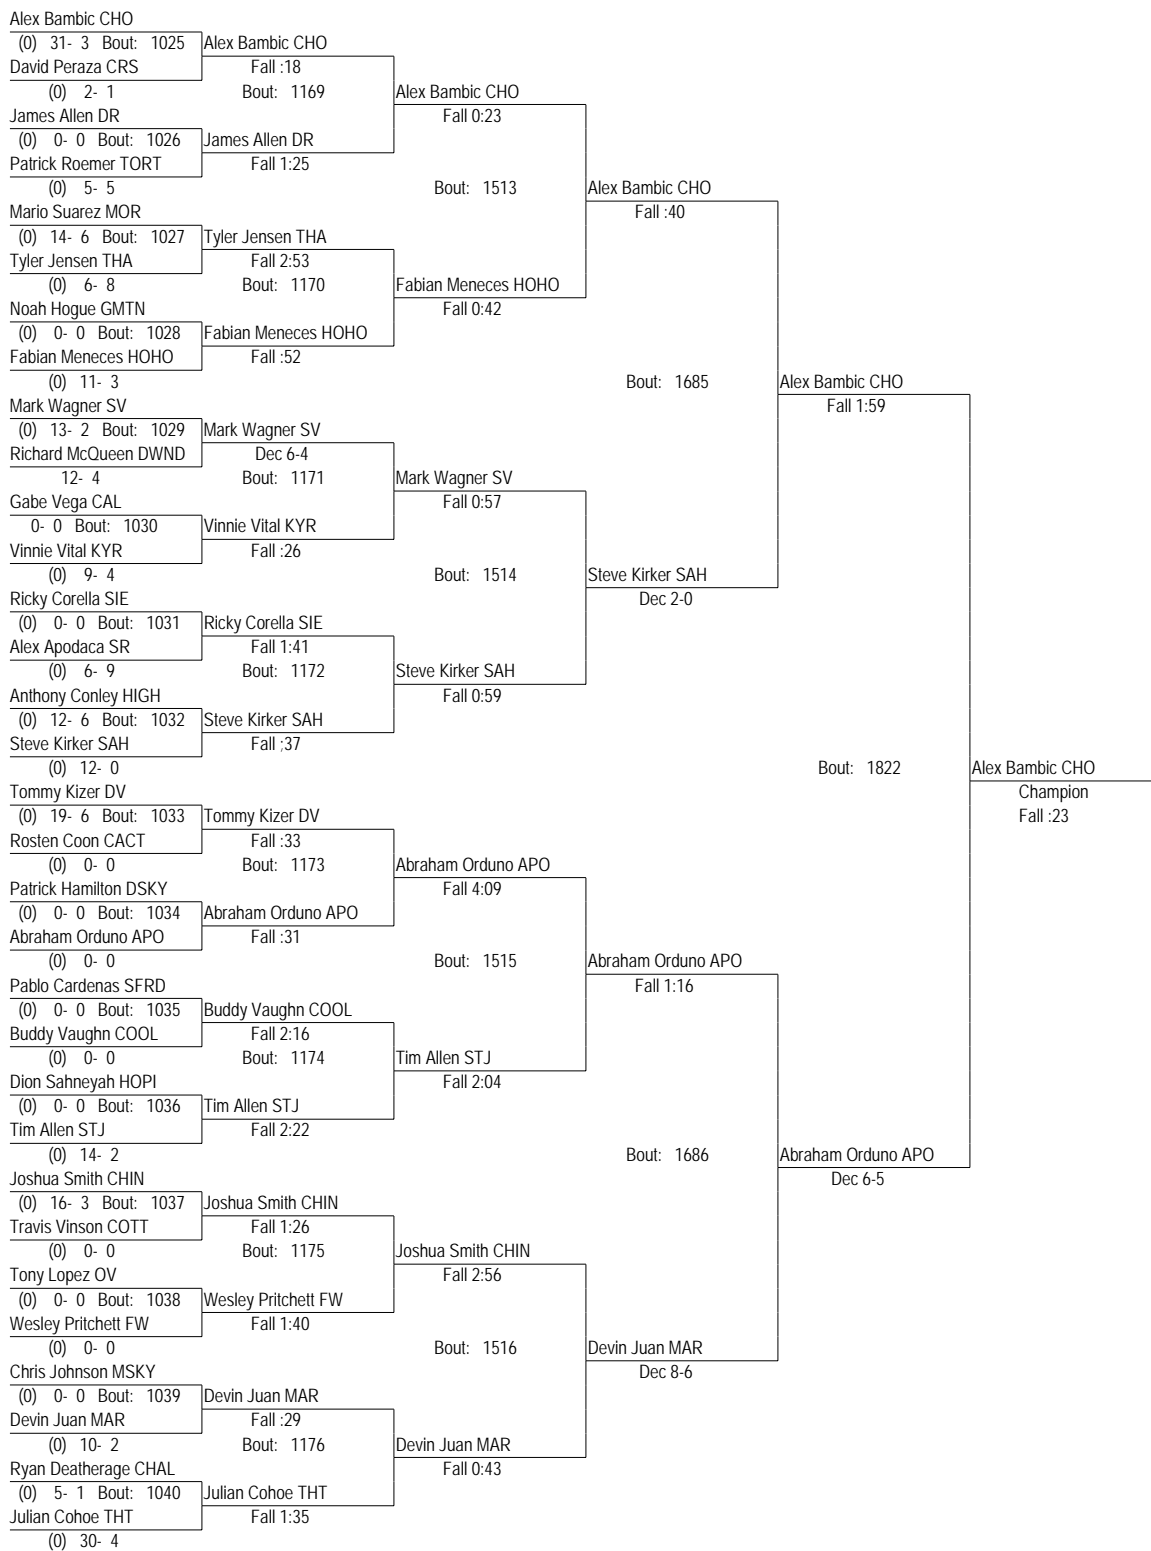 Alex Bambic CHO
(0) 31- 3 Bout: 1025 Alex Bambic CHO
David Peraza CRS Fall :18
(0) 2- 1 Bout: 1169 Alex Bambic CHO
James Allen DR Fall 0:23
(0) 0- 0 Bout: 1026 James Allen DR
Patrick Roemer TORT Fall 1:25
(0) 5- 5 Bout: 1513 Alex Bambic CHO
Mario Suarez MOR Fall :40
(0) 14- 6 Bout: 1027 Tyler Jensen THA
Tyler Jensen THA Fall 2:53
(0) 6- 8 Bout: 1170 Fabian Meneces HOHO
Noah Hogue GMTN Fall 0:42
(0) 0- 0 Bout: 1028 Fabian Meneces HOHO
Fabian Meneces HOHO Fall :52
(0) 11- 3 Bout: 1685 Alex Bambic CHO
Mark Wagner SV Fall 1:59
(0) 13- 2 Bout: 1029 Mark Wagner SV
Richard McQueen DWND Dec 6-4
12- 4 Bout: 1171 Mark Wagner SV
Gabe Vega CAL Fall 0:57
0- 0 Bout: 1030 Vinnie Vital KYR
Vinnie Vital KYR Fall :26
(0) 9- 4 Bout: 1514 Steve Kirker SAH
Ricky Corella SIE Dec 2-0
(0) 0- 0 Bout: 1031 Ricky Corella SIE
Alex Apodaca SR Fall 1:41
(0) 6- 9 Bout: 1172 Steve Kirker SAH
Anthony Conley HIGH Fall 0:59
(0) 12- 6 Bout: 1032 Steve Kirker SAH
Steve Kirker SAH Fall ;37
(0) 12- 0 Bout: 1822 Alex Bambic CHO
Tommy Kizer DV Champion
(0) 19- 6 Bout: 1033 Tommy Kizer DV Fall :23
Rosten Coon CACT Fall :33
(0) 0- 0 Bout: 1173 Abraham Orduno APO
Patrick Hamilton DSKY Fall 4:09
(0) 0- 0 Bout: 1034 Abraham Orduno APO
Abraham Orduno APO Fall :31
(0) 0- 0 Bout: 1515 Abraham Orduno APO
Pablo Cardenas SFRD Fall 1:16
(0) 0- 0 Bout: 1035 Buddy Vaughn COOL
Buddy Vaughn COOL Fall 2:16
(0) 0- 0 Bout: 1174 Tim Allen STJ
Dion Sahneyah HOPI Fall 2:04
(0) 0- 0 Bout: 1036 Tim Allen STJ
Tim Allen STJ Fall 2:22
(0) 14- 2 Bout: 1686 Abraham Orduno APO
Joshua Smith CHIN Dec 6-5
(0) 16- 3 Bout: 1037 Joshua Smith CHIN
Travis Vinson COTT Fall 1:26
(0) 0- 0 Bout: 1175 Joshua Smith CHIN
Tony Lopez OV Fall 2:56
(0) 0- 0 Bout: 1038 Wesley Pritchett FW
Wesley Pritchett FW Fall 1:40
(0) 0- 0 Bout: 1516 Devin Juan MAR
Chris Johnson MSKY Dec 8-6
(0) 0- 0 Bout: 1039 Devin Juan MAR
Devin Juan MAR Fall :29
(0) 10- 2 Bout: 1176 Devin Juan MAR
Ryan Deatherage CHAL Fall 0:43
(0) 5- 1 Bout: 1040 Julian Cohoe THT
Julian Cohoe THT Fall 1:35
(0) 30- 4